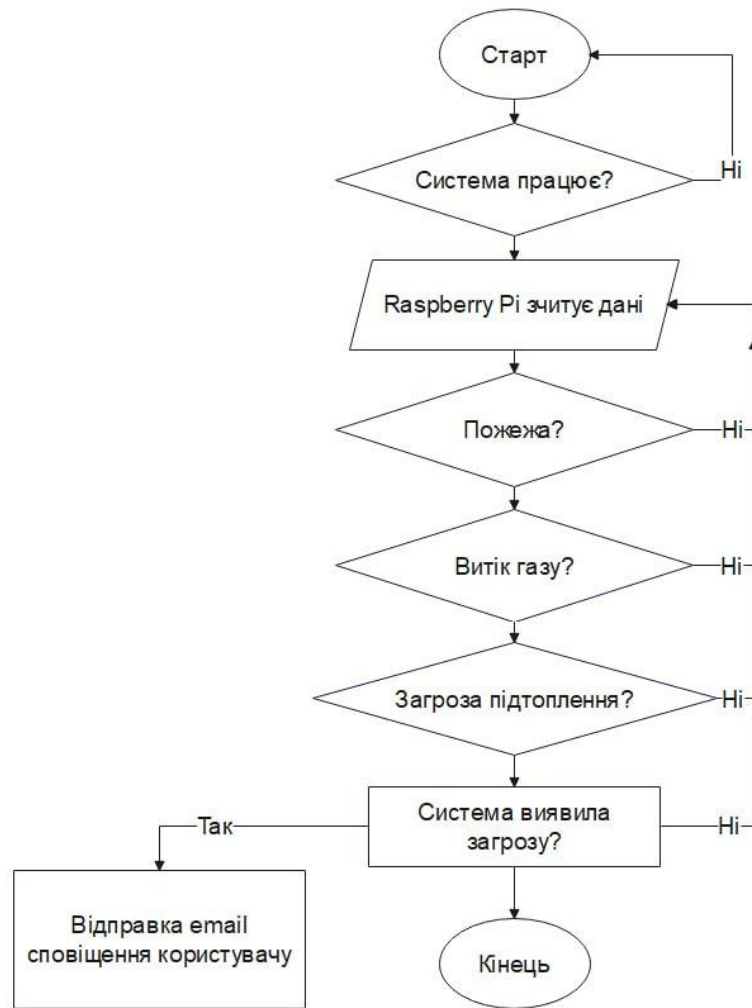 Старт
Ні
Система працює?
Raspberry Pi зчитує дані
Пожежа?
Ні
Витік газу?
Ні
Загроза підтоплення?
Ні
Система виявила
загрозу?
Так
Ні
Відправка email
сповіщення користувачу
Кінець